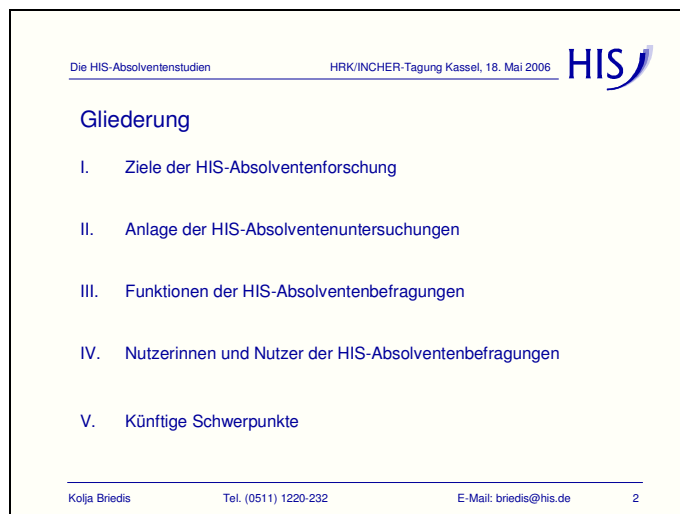 Die HIS-Absolventenstudien HRK/INCHER-Tagung Kassel, 18. Mai 2006 HIS
Gliederung
I. Ziele der HIS-Absolventenforschung
II. Anlage der HIS-Absolventenuntersuchungen
III. Funktionen der HIS-Absolventenbefragungen
IV. Nutzerinnen und Nutzer der HIS-Absolventenbefragungen
V. Künftige Schwerpunkte
Kolja Briedis Tel. (0511) 1220-232 E-Mail: briedis@his.de 2